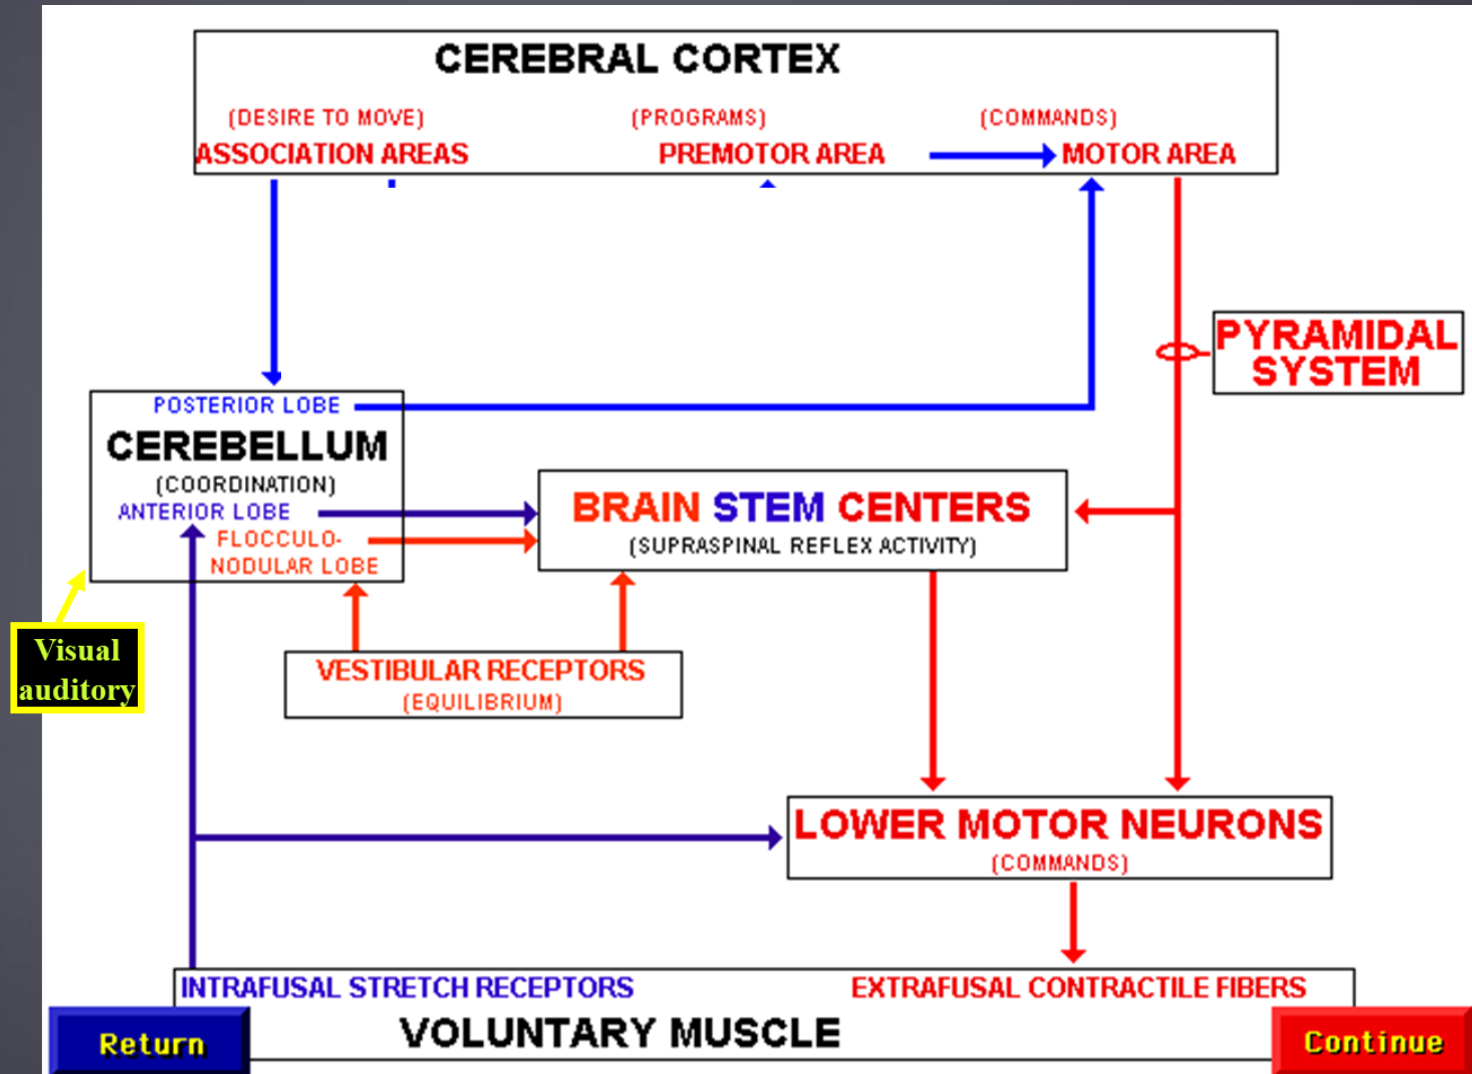 CEREBRAL CORTEX
(DESIRE TO MOVE) (PROGRAMS) (COMMANDS)
ASSOCIATION AREAS PREMOTOR AREA MOTOR AREA
PYRAMIDAL
SYSTEM
POSTERIOR LOBE
CEREBELLUM
(COORDINATION)
ANTERIOR LOBE
FLOCCULO-
NODULAR LOBE
BRAIN STEM CENTERS
(SUPRASPINAL REFLEX ACTIVITY)
Visual
auditory
VESTIBULAR RECEPTORS
(EQUILIBRIUM)
LOWER MOTOR NEURONS
(COMMANDS)
INTRAFUSAL STRETCH RECEPTORS EXTRAFUSAL CONTRACTILE FIBERS
VOLUNTARY MUSCLE
Return
Continue